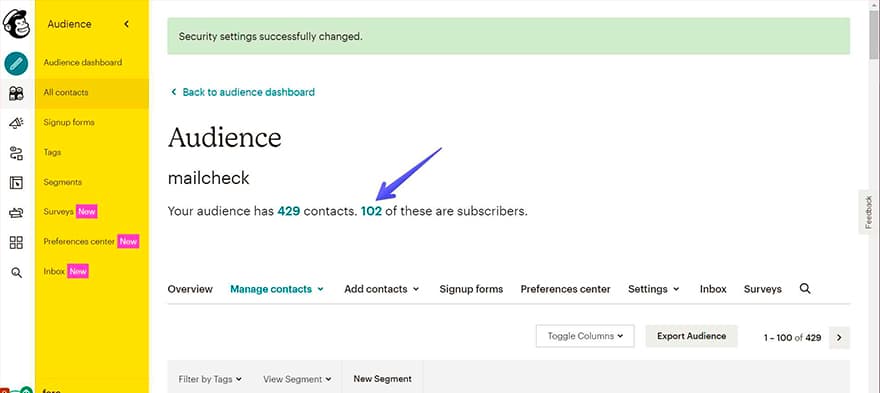 Audience
Audience dashboard
All contacts
Signup forms
Tags
Segments
Surveys New
Preferences center New
Inbox New
Security settings successfully changed.
Back to audience dashboard
Audience
mailcheck
Your audience has 429 contacts. 102 of these are subscribers.
Feedback
Overview Manage contacts Add contacts Signup forms Preferences center Settings Inbox Surveys
Toggle Columns Export Audience 1 – 100 of 429
Filter by Tags View Segment New Segment